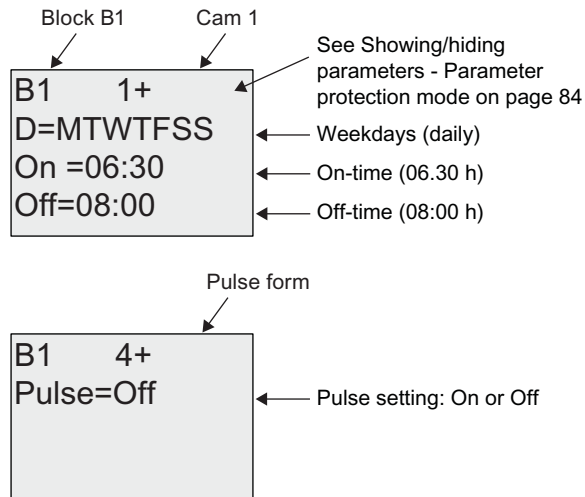 Block B1
Cam 1
See Showing/hiding
parameters - Parameter
protection mode on page 84
B1 1+
D=MTWTFSS
Weekdays (daily)
On =06:30
On-time (06.30 h)
Off=08:00
Off-time (08:00 h)
Pulse form
B1 4+
Pulse=Off
Pulse setting: On or Off